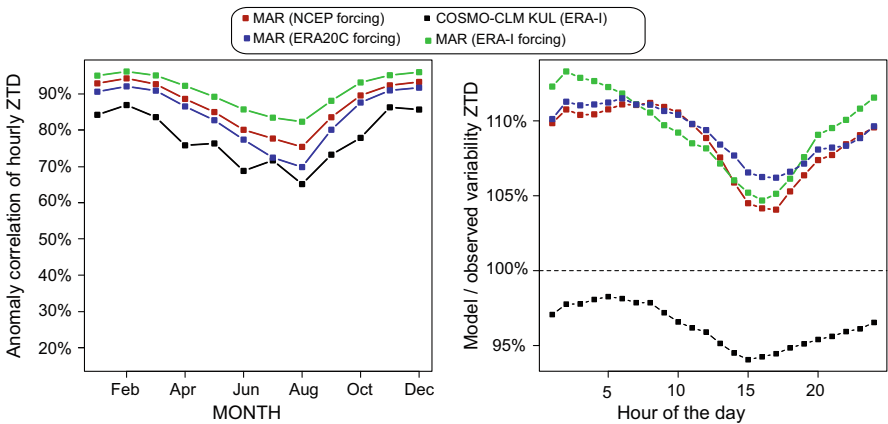 MAR (NCEP forcing)
COSMO-CLM KUL (ERA-I)
MAR (ERA20C forcing)
MAR (ERA-I forcing)
Anomaly correlation of hourly ZTD
90%
80%
70%
60%
50%
40%
30%
20%
Feb Apr Jun Aug Oct Dec
MONTH
Model / observed variability ZTD
110%
105%
100%
95%
5 10 15 20
Hour of the day